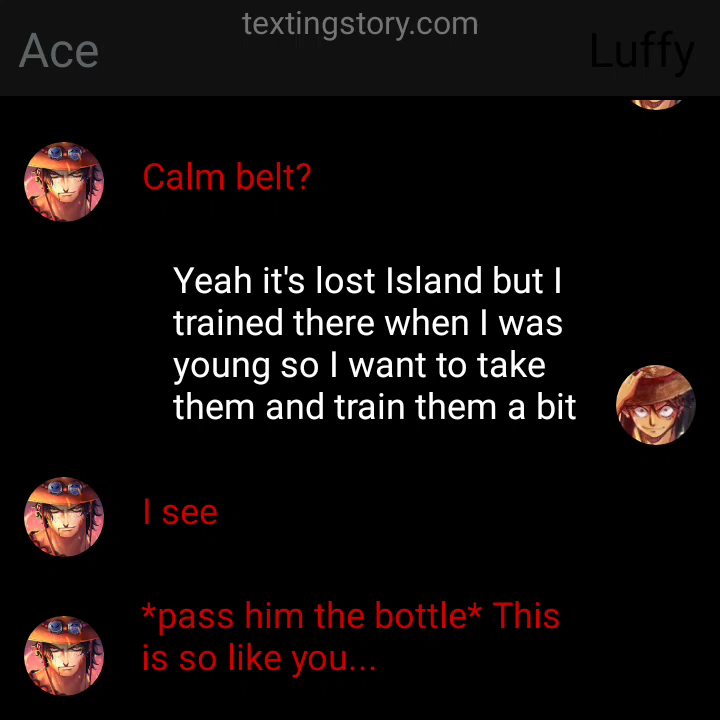 textingstory.com
Ace
Luffy
Calm belt?
Yeah it's lost Island but I
trained there when I was
young so I want to take
them and train them a bit
I see
*pass him the bottle* This
is so like you...